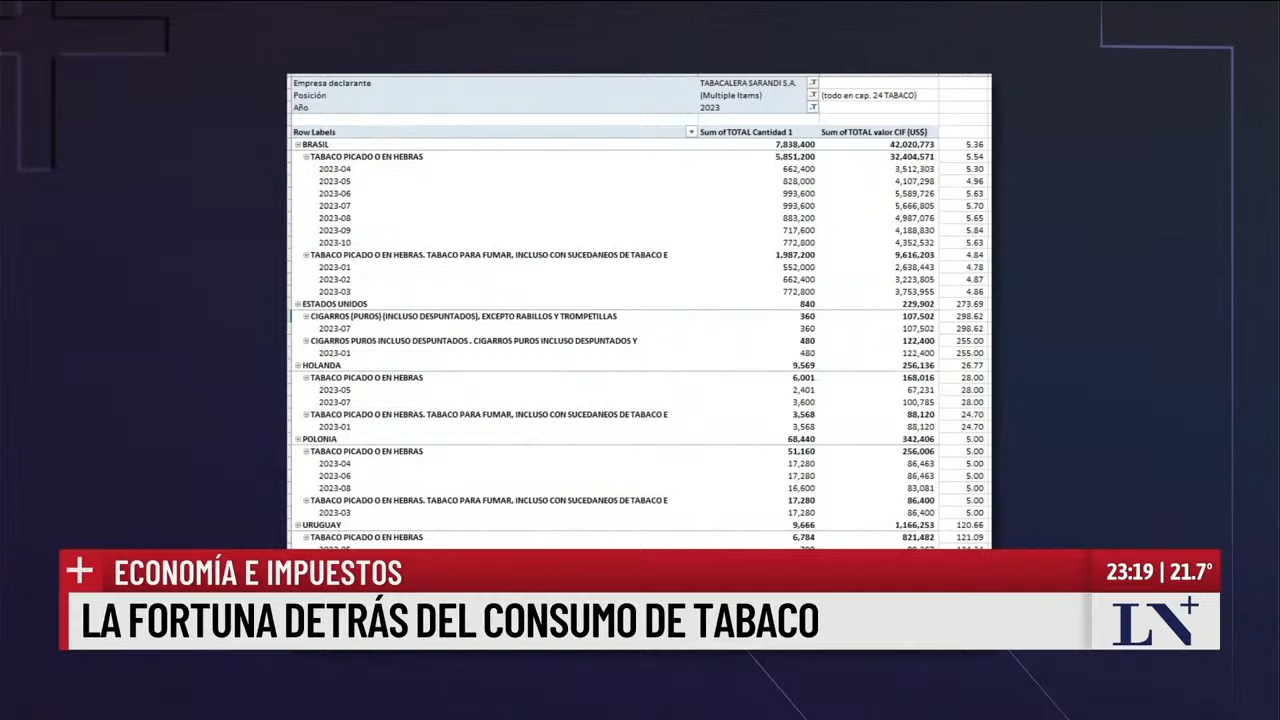 Empresa declarante TABACALERA SARANDI S.A.
Posición (Multiple Items) (todo en cap. 24 TABACO)
Año 2023
Row Labels Sum of TOTAL Cantidad 1 Sum of TOTAL valor CIF (US$)
BRASIL 7,838,400 42,020,773 5.36
TABACO PICADO O EN HEBRAS 5,851,200 32,404,571 5.54
2023-04 662,400 3,512,303 5.30
2023-05 828,000 4,107,298 4.96
2023-06 993,600 5,589,726 5.63
2023-07 993,600 5,666,805 5.70
2023-08 883,200 4,987,076 5.65
2023-09 717,600 4,188,830 5.84
2023-10 772,800 4,352,532 5.63
TABACO PICADO O EN HEBRAS. TABACO PARA FUMAR, INCLUSO CON SUCEDANEOS DE TABACO E 1,987,200 9,616,203 4.84
2023-01 552,000 2,638,443 4.78
2023-02 662,400 3,223,805 4.87
2023-03 772,800 3,753,955 4.86
ESTADOS UNIDOS 840 229,902 273.69
CIGARROS (PUROS) (INCLUSO DESPUNTADOS), EXCEPTO RABILLOS Y TROMPETILLAS 360 107,502 298.62
2023-07 360 107,502 298.62
CIGARROS PUROS INCLUSO DESPUNTADOS . CIGARROS PUROS INCLUSO DESPUNTADOS Y 480 122,400 255.00
2023-01 480 122,400 255.00
HOLANDA 9,569 256,136 26.77
TABACO PICADO O EN HEBRAS 6,001 168,016 28.00
2023-05 2,401 67,231 28.00
2023-07 3,600 100,785 28.00
TABACO PICADO O EN HEBRAS. TABACO PARA FUMAR, INCLUSO CON SUCEDANEOS DE TABACO E 3,568 88,120 24.70
2023-01 3,568 88,120 24.70
POLONIA 68,440 342,406 5.00
TABACO PICADO O EN HEBRAS 51,160 256,006 5.00
2023-04 17,280 86,463 5.00
2023-06 17,280 86,463 5.00
2023-08 16,600 83,081 5.00
TABACO PICADO O EN HEBRAS. TABACO PARA FUMAR, INCLUSO CON SUCEDANEOS DE TABACO E 17,280 86,400 5.00
2023-03 17,280 86,400 5.00
URUGUAY 9,666 1,166,253 120.66
TABACO PICADO O EN HEBRAS 6,784 821,482 121.09
+ ECONOMÍA E IMPUESTOS 23:19 | 21.7°
LA FORTUNA DETRÁS DEL CONSUMO DE TABACO LN+